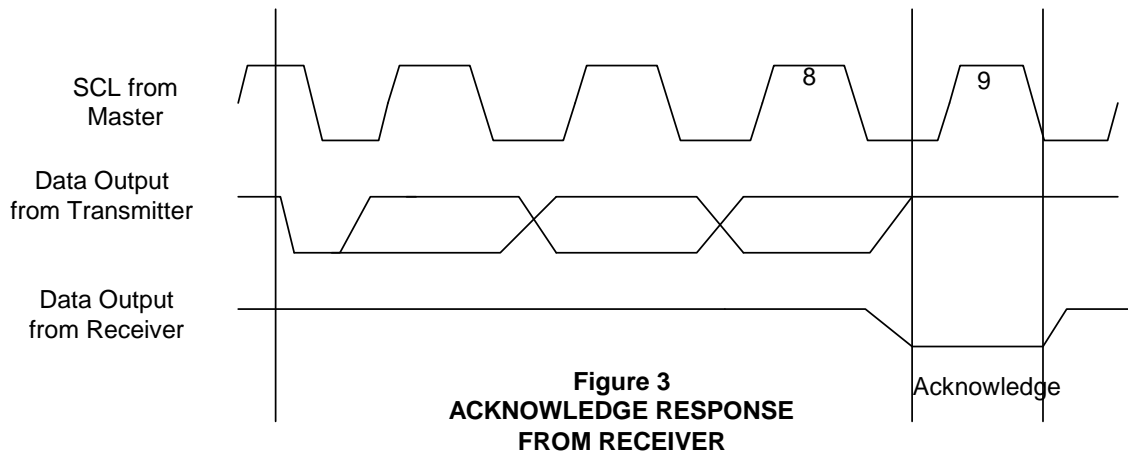 8
9
SCL from
Master
Data Output
from Transmitter
Data Output
from Receiver
Acknowledge
Figure 3
ACKNOWLEDGE RESPONSE
FROM RECEIVER